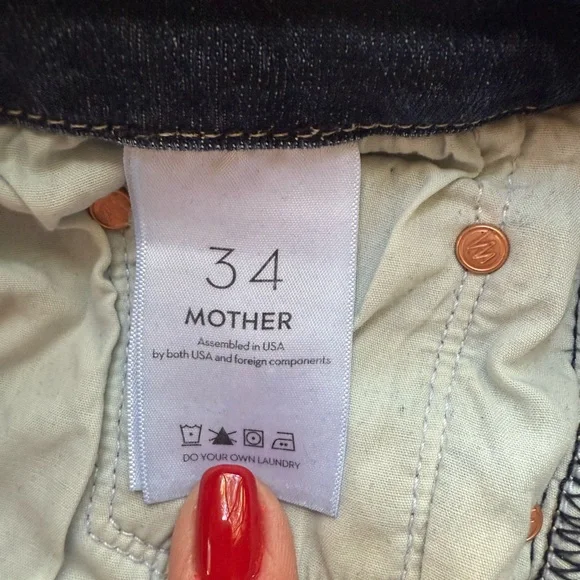 34
MOTHER
Assembled in USA
by both USA and foreign components
DO YOUR OWN LAUNDRY